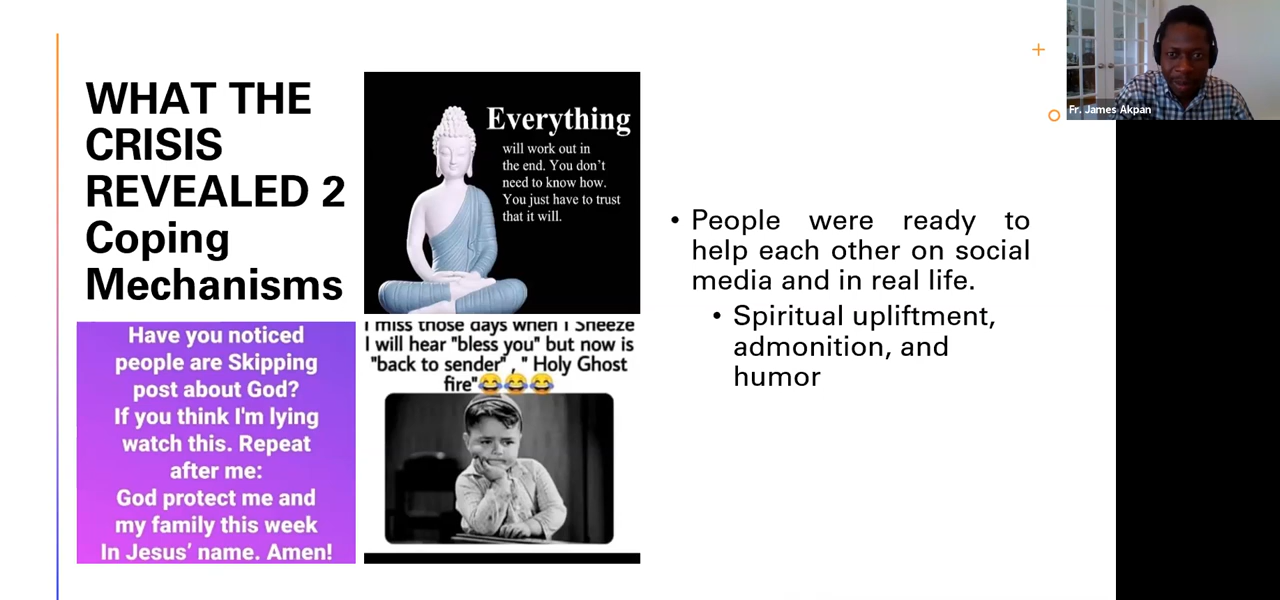 WHAT THE
CRISIS
REVEALED 2
Coping
Mechanisms
Everything
will work out in
the end. You don't
need to know how.
You just have to trust
that it will.
Have you noticed
people are Skipping
post about God?
If you think I'm lying
watch this. Repeat
after me:
God protect me and
my family this week
In Jesus' name. Amen!
I miss those days when I Sneeze
I will hear "bless you" but now is
"back to sender" , " Holy Ghost
fire"😂😂😂
• People were ready to
help each other on social
media and in real life.
• Spiritual upliftment,
admonition, and
humor
Fr. James Akpan